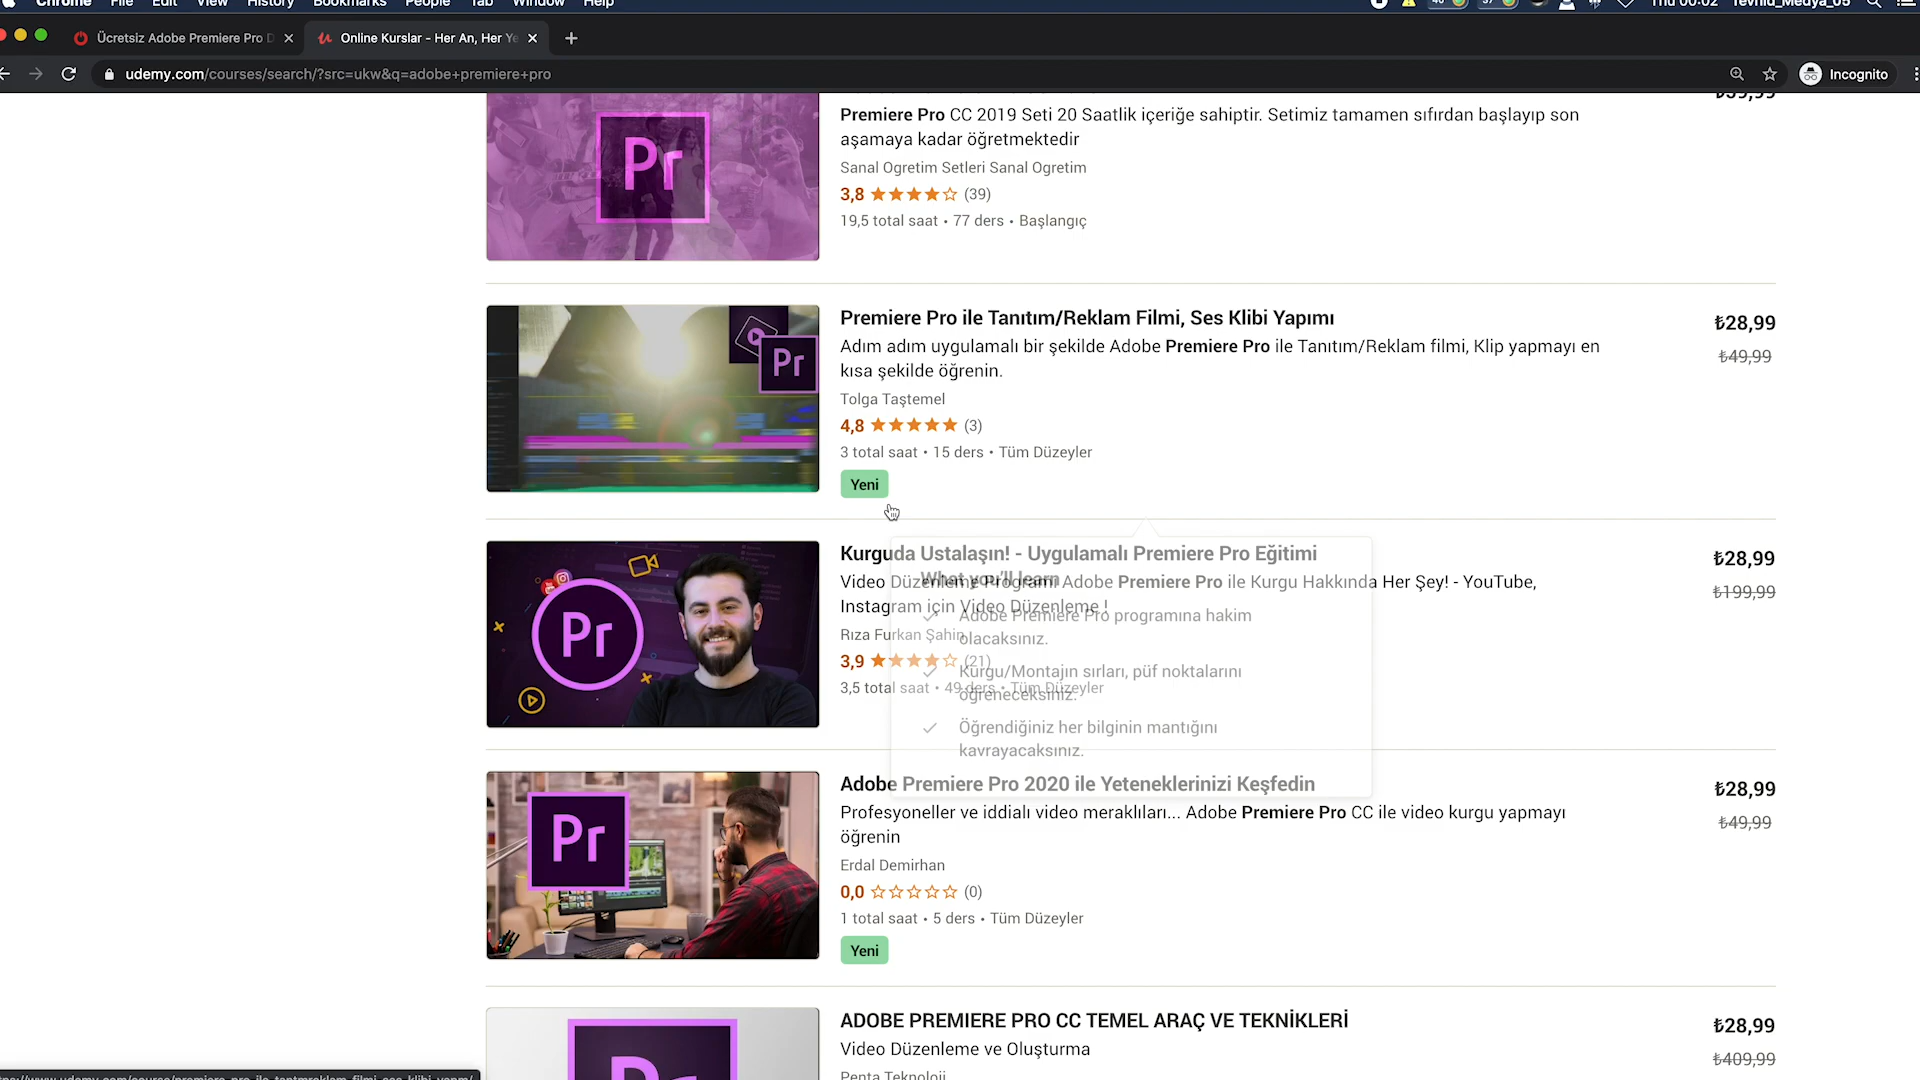 Chrome File Edit View History Bookmarks People Tab Window Help Thu 00:02 Tevhid_Medya_05
Ücretsiz Adobe Premiere Pro D
Online Kurslar - Her An, Her Ye
udemy.com/courses/search/?src=ukw&q=adobe+premiere+pro
Incognito
₺39,99
Premiere Pro CC 2019 Seti 20 Saatlik içeriğe sahiptir. Setimiz tamamen sıfırdan başlayıp son
aşamaya kadar öğretmektedir
Sanal Ogretim Setleri Sanal Ogretim
3,8 (39)
19,5 total saat • 77 ders • Başlangıç
Pr
Premiere Pro ile Tanıtım/Reklam Filmi, Ses Klibi Yapımı
₺28,99
Adım adım uygulamalı bir şekilde Adobe Premiere Pro ile Tanıtım/Reklam filmi, Klip yapmayı en
kısa şekilde öğrenin.
₺49,99
Tolga Taştemel
4,8 (3)
3 total saat • 15 ders • Tüm Düzeyler
Yeni
Pr
Kurguda Ustalaşın! - Uygulamalı Premiere Pro Eğitimi
₺28,99
Video Düzenleme Programı Adobe Premiere Pro ile Kurgu Hakkında Her Şey! - YouTube,
Instagram için Video Düzenleme !
₺199,99
Rıza Furkan Şahin
3,9 (21)
3,5 total saat • 49 ders • Tüm Düzeyler
Pr
What you'll learn
Adobe Premiere Pro programına hakim
olacaksınız.
Kurgu/Montajın sırları, püf noktalarını
öğreneceksiniz.
Öğrendiğiniz her bilginin mantığını
kavrayacaksınız.
Adobe Premiere Pro 2020 ile Yeteneklerinizi Keşfedin
₺28,99
Profesyoneller ve iddialı video meraklıları... Adobe Premiere Pro CC ile video kurgu yapmayı
öğrenin
₺49,99
Erdal Demirhan
0,0 (0)
1 total saat • 5 ders • Tüm Düzeyler
Yeni
Pr
ADOBE PREMIERE PRO CC TEMEL ARAÇ VE TEKNİKLERİ
₺28,99
Video Düzenleme ve Oluşturma
₺409,99
Penta Teknoloji
Pr